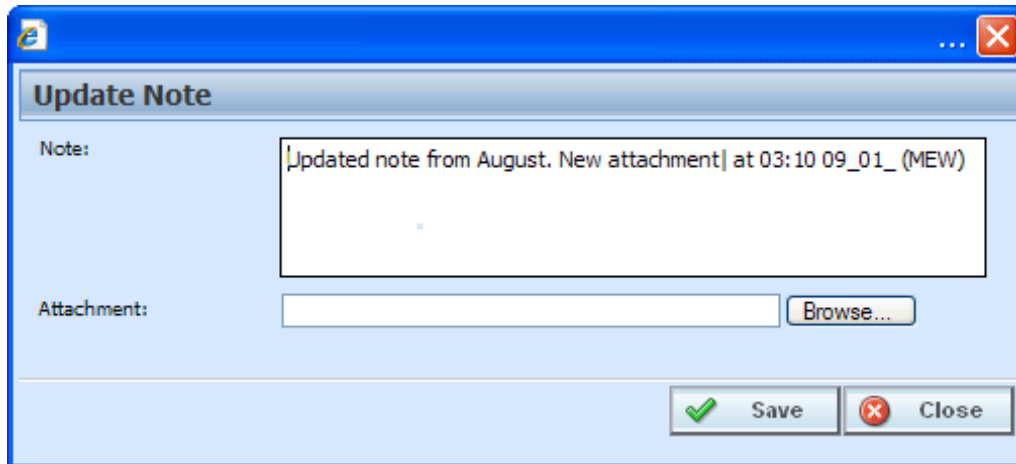 ...
Update Note
Note:
Updated note from August. New attachment| at 03:10 09_01_ (MEW)
Attachment:
Browse...
Save
Close